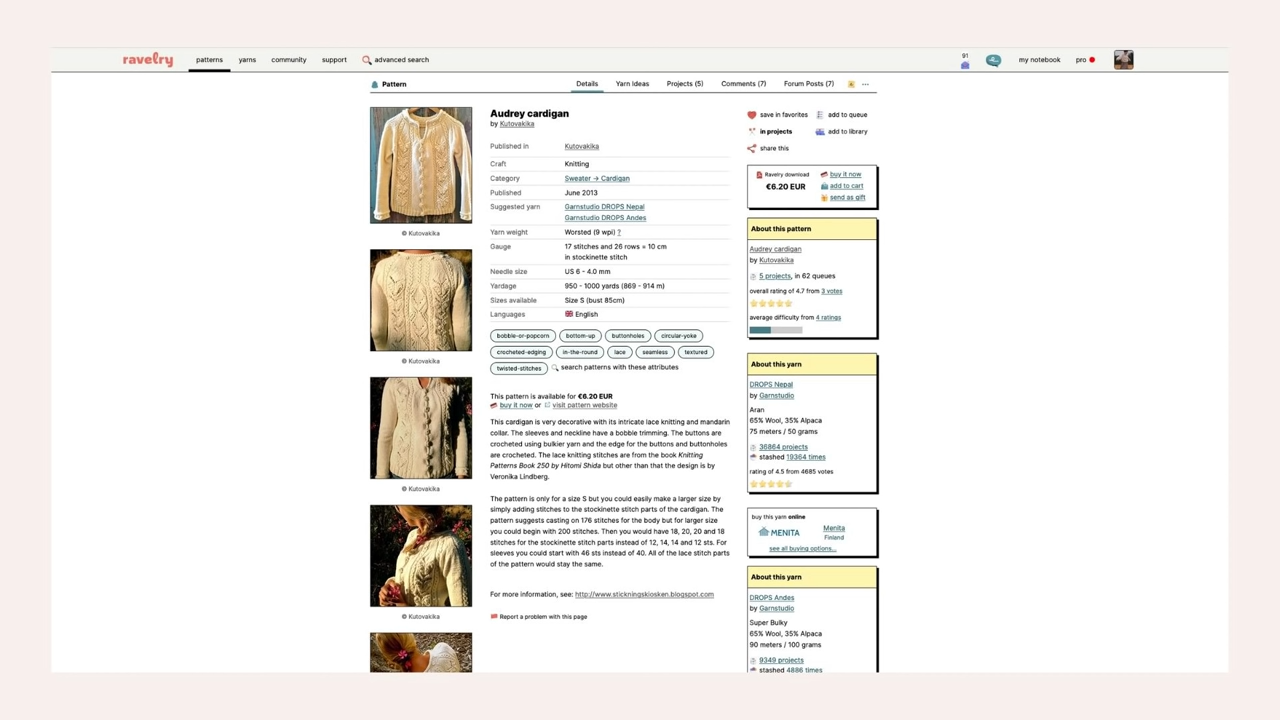 ravelry patterns yarns community support advanced search 91 my notebook pro
Pattern Details Yarn Ideas Projects (5) Comments (7) Forum Posts (7) ...
Audrey cardigan
by Kutovakika
Published in Kutovakika
Craft Knitting
Category Sweater → Cardigan
Published June 2013
Suggested yarn Garnstudio DROPS Nepal
Garnstudio DROPS Andes
Yarn weight Worsted (9 wpi) ?
Gauge 17 stitches and 26 rows = 10 cm
in stockinette stitch
Needle size US 6 - 4.0 mm
Yardage 950 - 1000 yards (869 - 914 m)
Sizes available Size S (bust 85cm)
Languages English
bobble-or-popcorn bottom-up buttonholes circular-yoke
crocheted-edging in-the-round lace seamless textured
twisted-stitches search patterns with these attributes
This pattern is available for €6.20 EUR
buy it now or visit pattern website
This cardigan is very decorative with its intricate lace knitting and mandarin
collar. The sleeves and neckline have a bobble trimming. The buttons are
crocheted using bulkier yarn and the edge for the buttons and buttonholes
are crocheted. The lace knitting stitches are from the book Knitting
Patterns Book 250 by Hitomi Shida but other than that the design is by
Veronika Lindberg.
The pattern is only for a size S but you could easily make a larger size by
simply adding stitches to the stockinette stitch parts of the cardigan. The
pattern suggests casting on 176 stitches for the body but for larger size
you could begin with 200 stitches. Then you would have 18, 20, 20 and 18
stitches for the stockinette stitch parts instead of 12, 14, 14 and 12 sts. For
sleeves you could start with 46 sts instead of 40. All of the lace stitch parts
of the pattern would stay the same.
For more information, see: http://www.stickningskiosken.blogspot.com
Report a problem with this page
© Kutovakika
© Kutovakika
© Kutovakika
© Kutovakika
save in favorites add to queue
in projects add to library
share this
Ravelry download buy it now
€6.20 EUR add to cart
send as gift
About this pattern
Audrey cardigan
by Kutovakika
5 projects, in 62 queues
overall rating of 4.7 from 3 votes
average difficulty from 4 ratings
About this yarn
DROPS Nepal
by Garnstudio
Aran
65% Wool, 35% Alpaca
75 meters / 50 grams
36864 projects
stashed 19364 times
rating of 4.5 from 4685 votes
buy this yarn online
MENITA Menita
Finland
see all buying options...
About this yarn
DROPS Andes
by Garnstudio
Super Bulky
65% Wool, 35% Alpaca
90 meters / 100 grams
9349 projects
stashed 4886 times